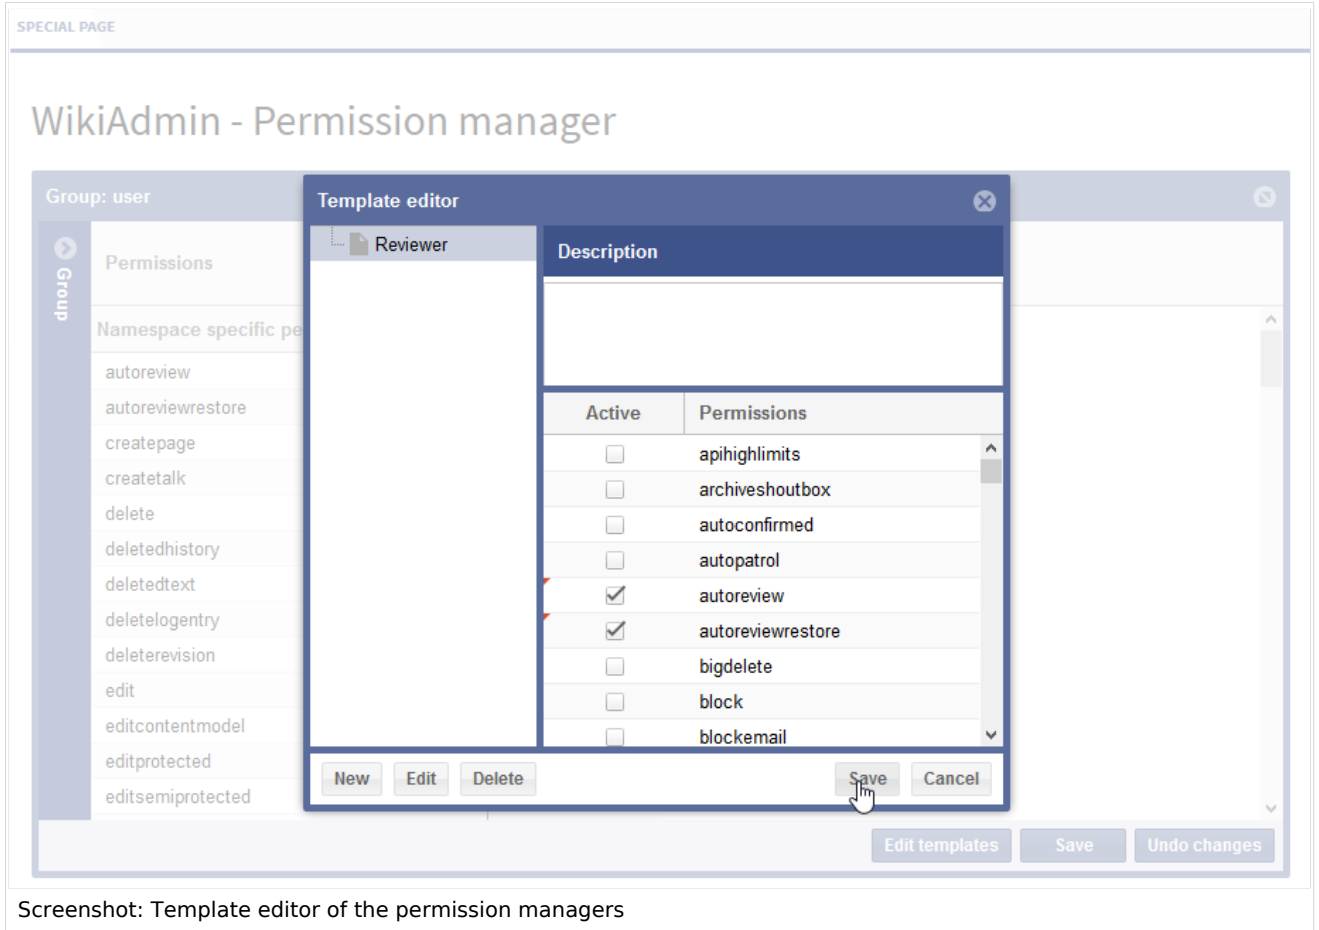 SPECIAL PAGE
WikiAdmin - Permission manager
Group: user
Group
Permissions
Namespace specific pe
autoreview
autoreviewrestore
createpage
createtalk
delete
deletedhistory
deletedtext
deletelogentry
deleterevision
edit
editcontentmodel
editprotected
editsemiprotected
Template editor
Reviewer
Description
Active Permissions
apihighlimits
archiveshoutbox
autoconfirmed
autopatrol
autoreview
autoreviewrestore
bigdelete
block
blockemail
New Edit Delete Save Cancel
Edit templates Save Undo changes
Screenshot: Template editor of the permission managers